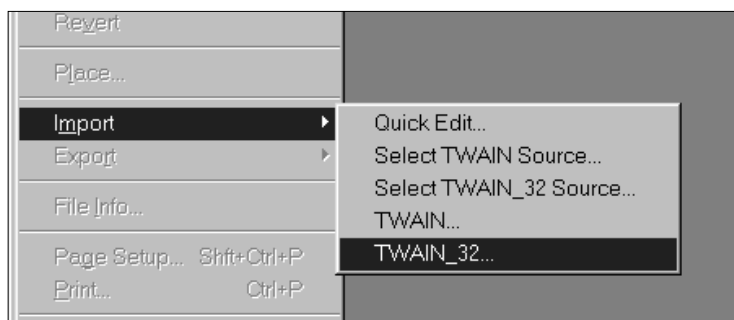 Revert
Place...
Import
Export
File Info...
Page Setup... Shft+Ctrl+P
Print... Ctrl+P
Quick Edit...
Select TWAIN Source...
Select TWAIN_32 Source...
TWAIN...
TWAIN_32...